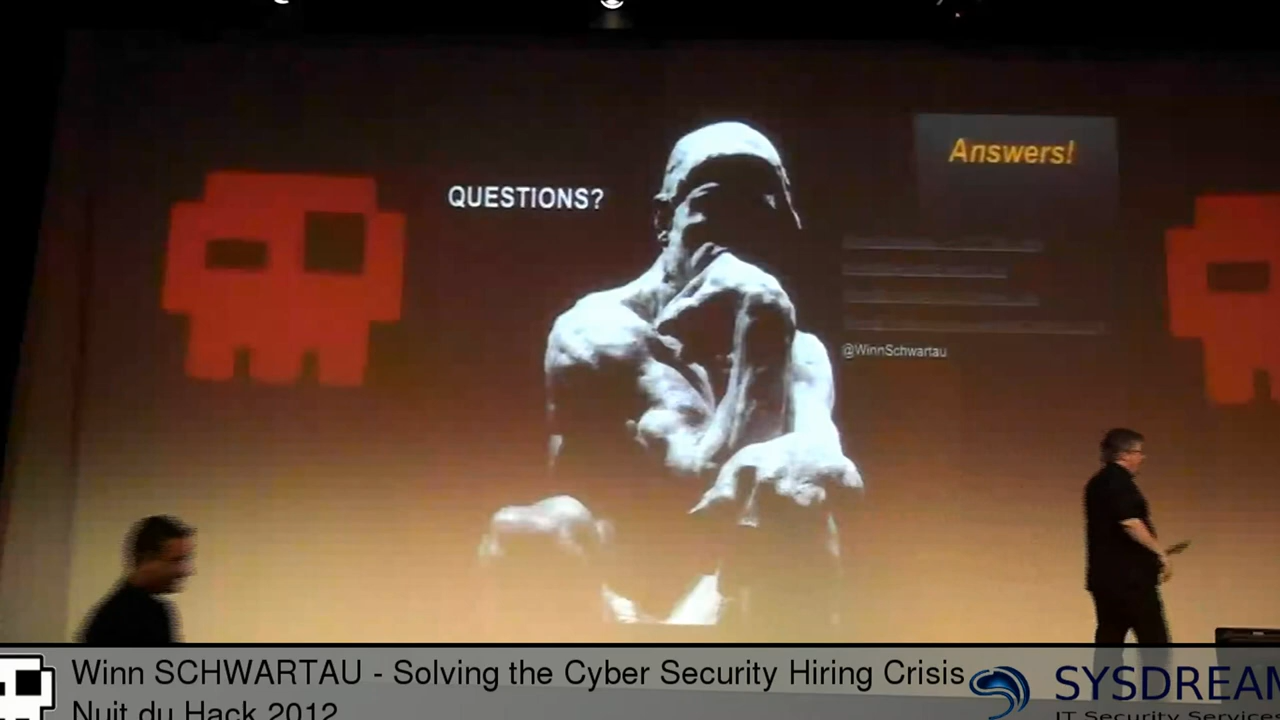 Answers!
QUESTIONS?
@WinnSchwartau
Winn SCHWARTAU - Solving the Cyber Security Hiring Crisis
Nuit du Hack 2012
SYSDREAM
IT Security Services